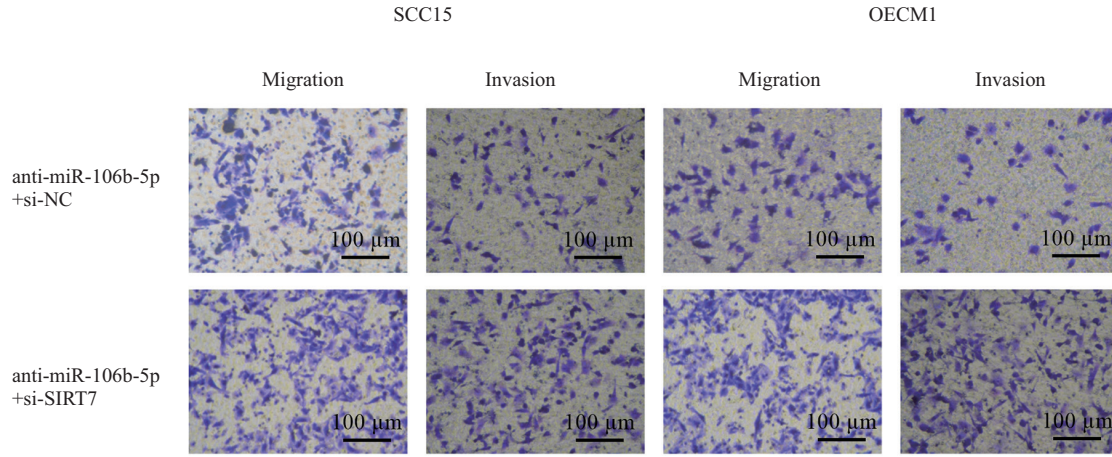 SCC15 OECM1
Migration Invasion Migration Invasion
anti-miR-106b-5p
+si-NC
100 µm 100 µm 100 µm 100 µm
anti-miR-106b-5p
+si-SIRT7
100 µm 100 µm 100 µm 100 µm